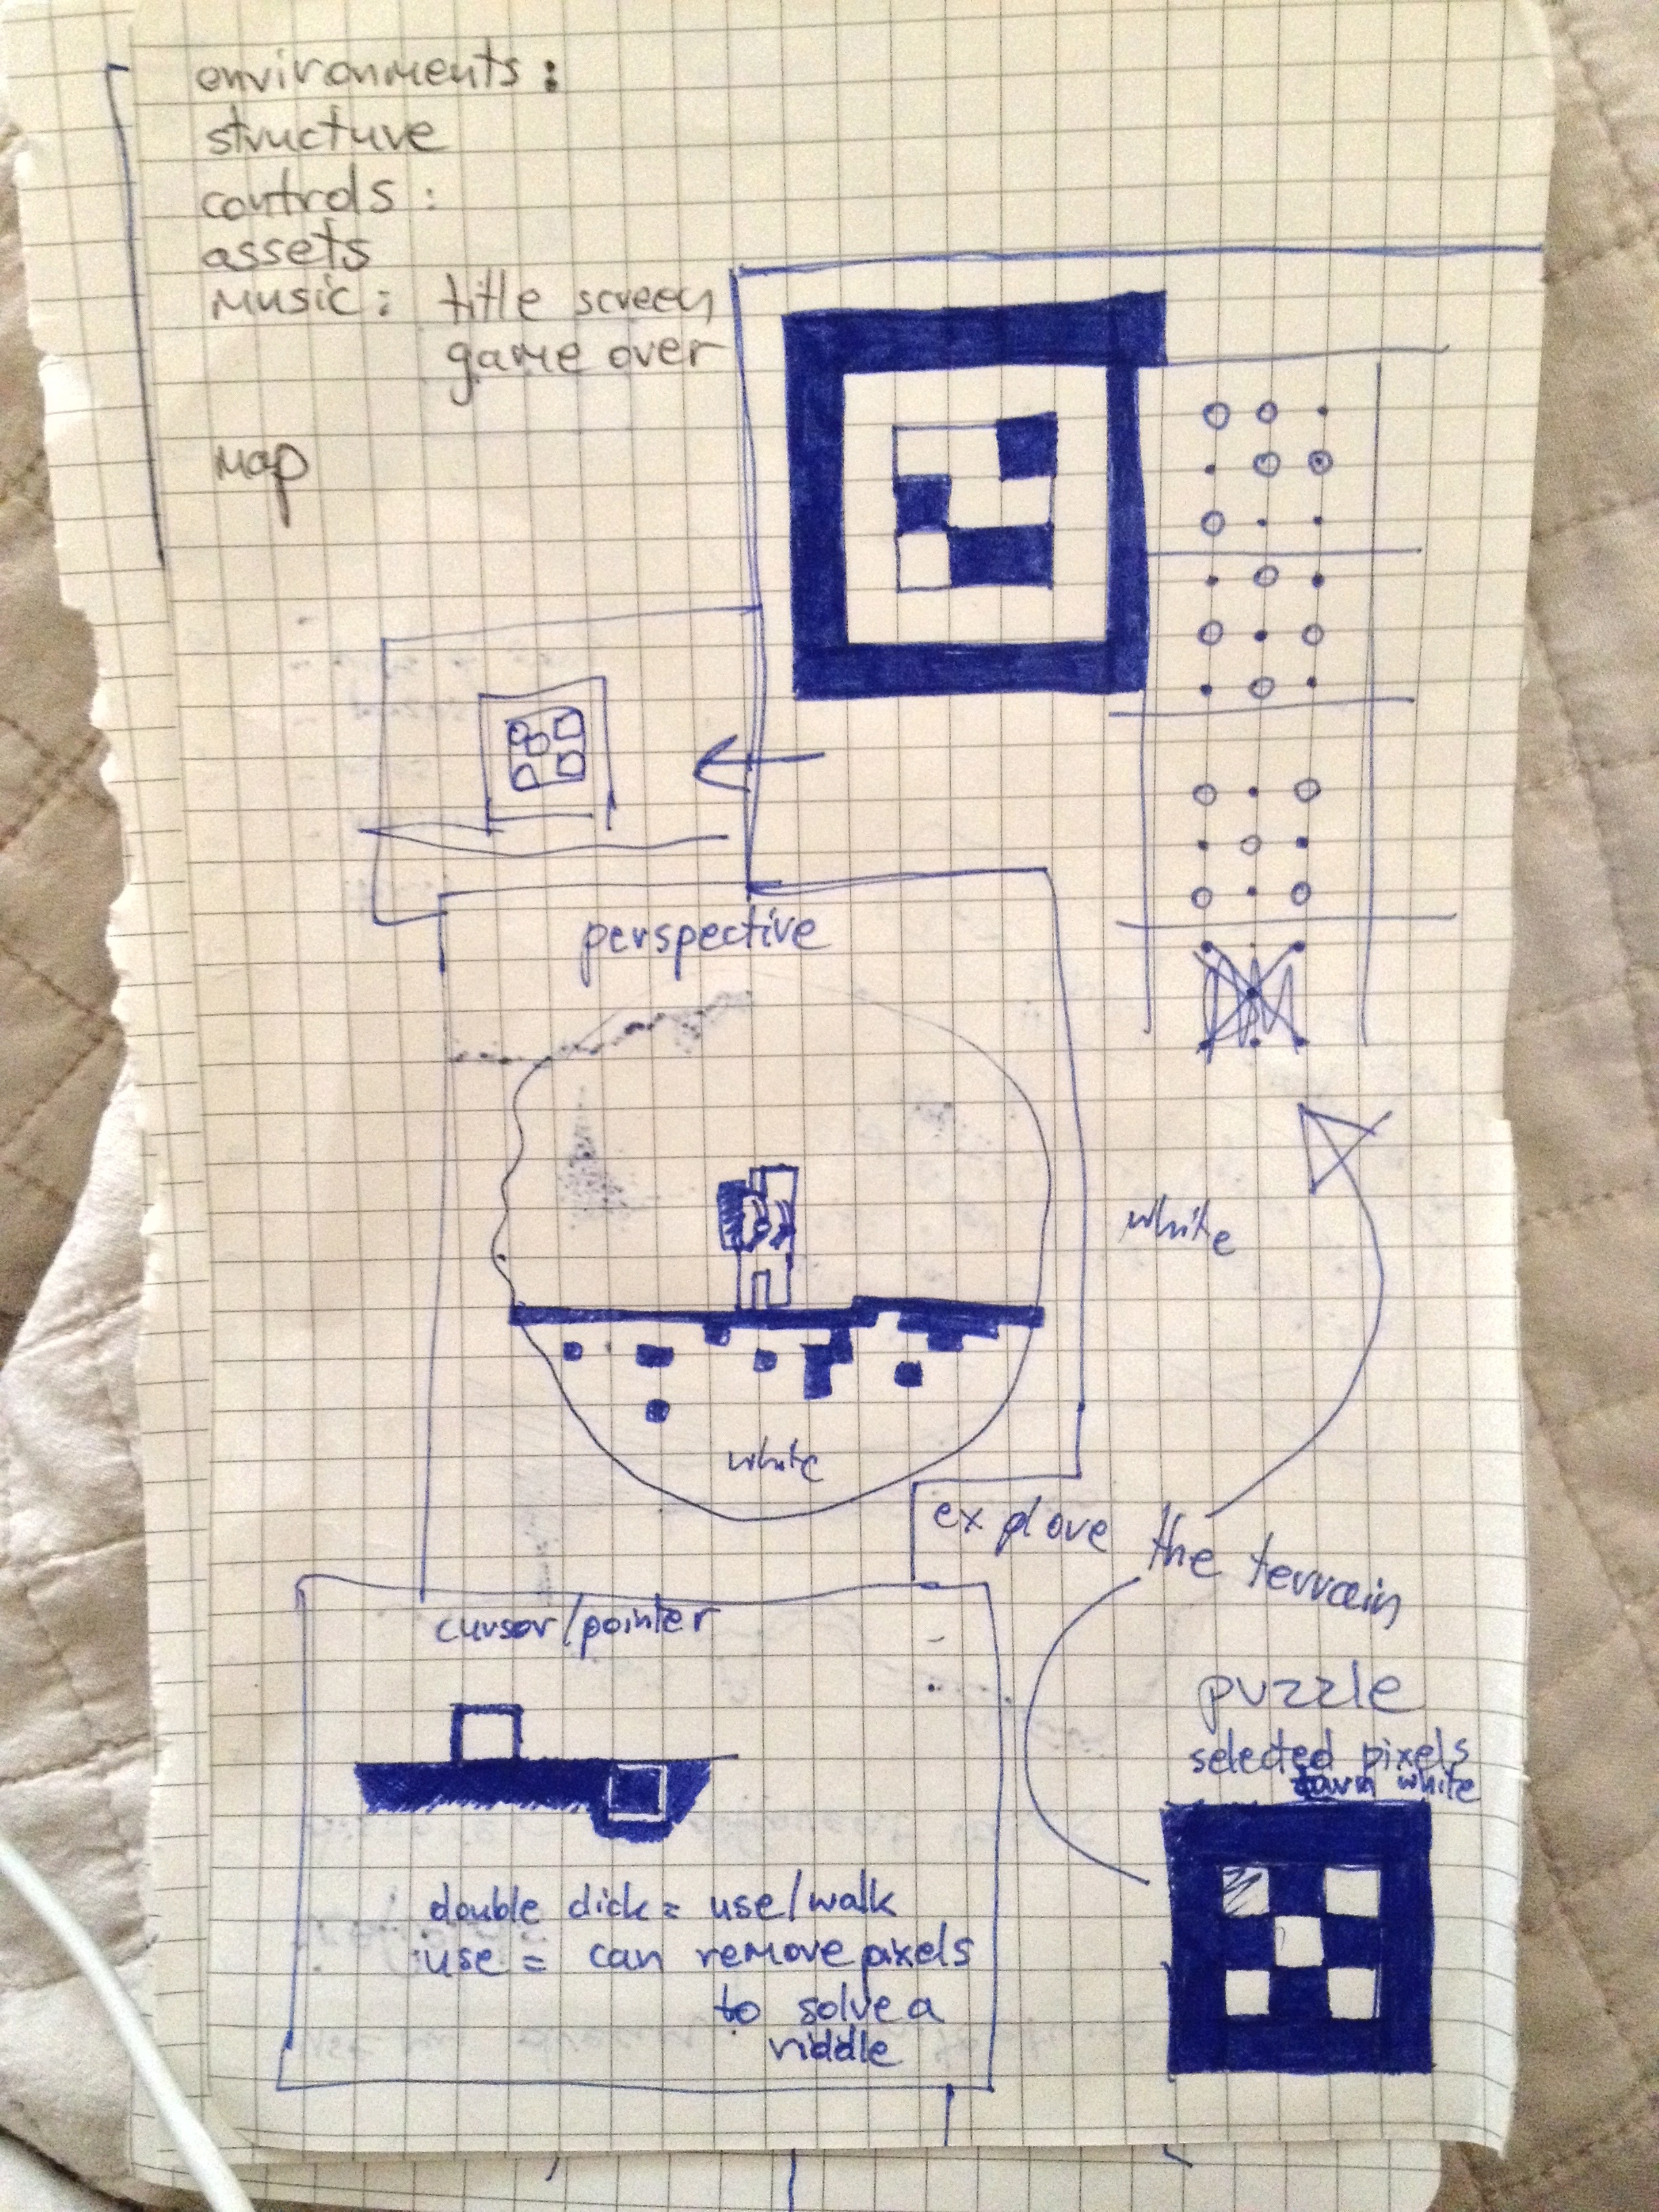 environments:
structure
controls:
assets
music: title screen
game over
map
perspective
white
white
explore the terrain
cursor/pointer
puzzle
selected pixels
turn white
double click = use/walk
use = can remove pixels
to solve a
riddle